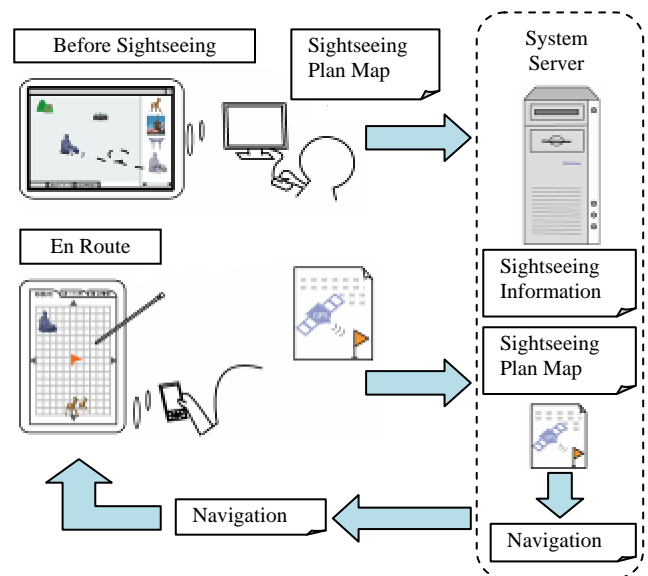 Before Sightseeing
Sightseeing
Plan Map
System
Server
En Route
Sightseeing
Information
Sightseeing
Plan Map
Navigation
Navigation